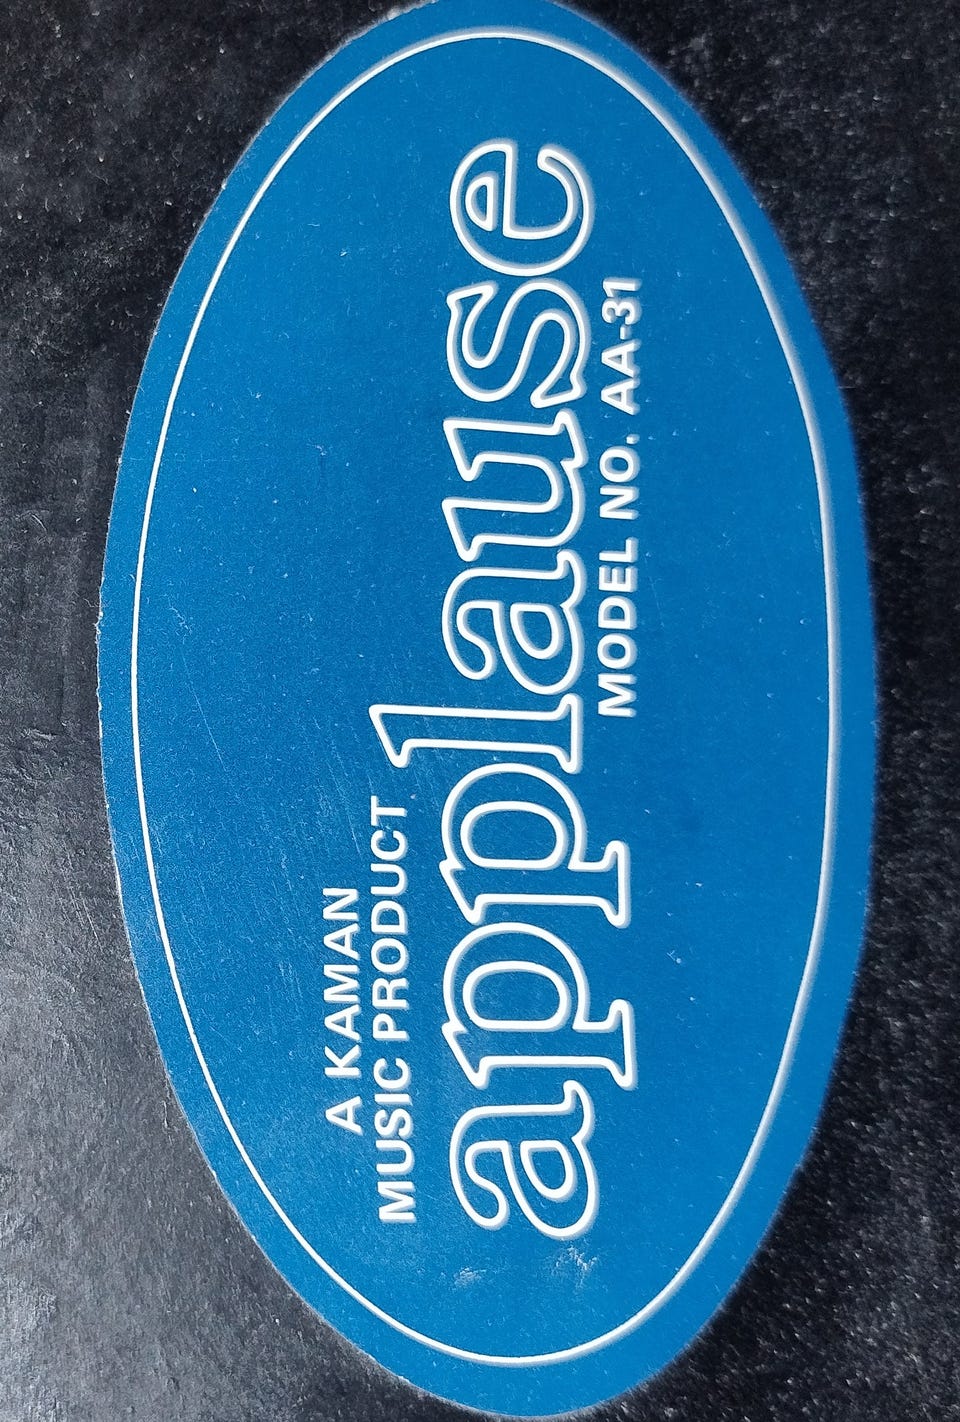 A KAMAN
MUSIC PRODUCT
applause
MODEL NO. AA-31